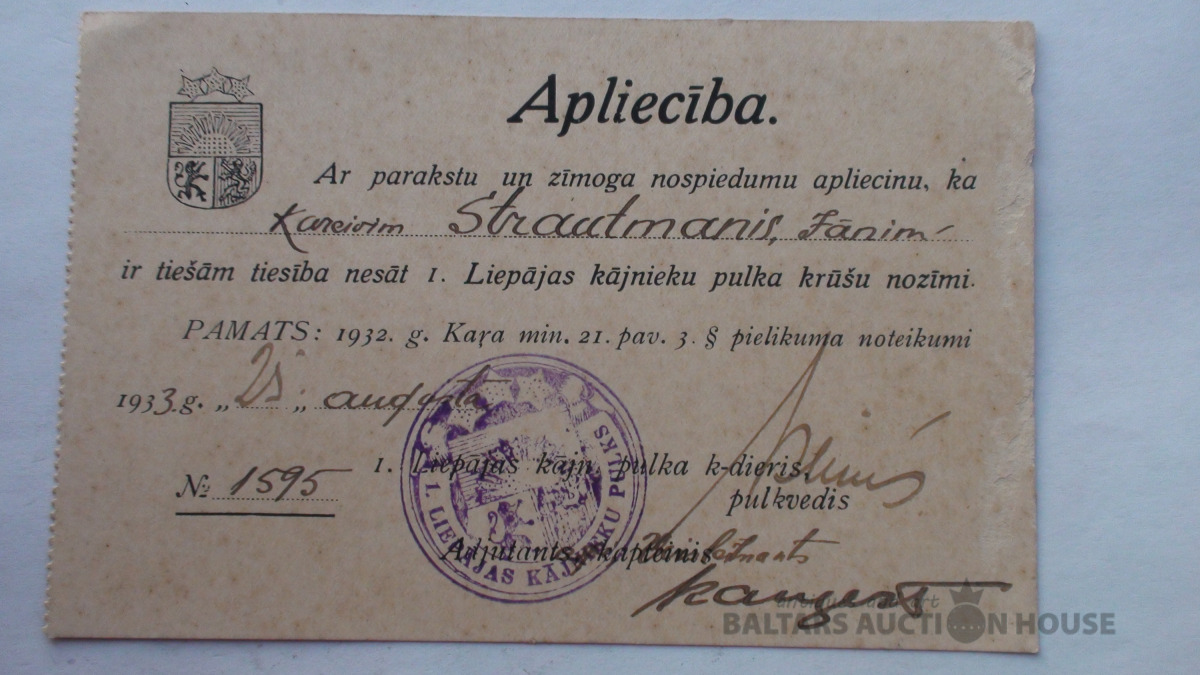 Apliecība.
Ar parakstu un zīmoga nospiedumu apliecinu, ka
Kareivim Strautmanis, Jānim
ir tiešām tiesība nesāt 1. Liepājas kājnieku pulka krūšu nozīmi.
PAMATS: 1932. g. Kaŗa min. 21. pav. 3. § pielikuma noteikumi
1933. g. „ 25 „ augustā
1. Liepājas kājn. pulka k-dieris,
pulkvedis
№ 1595
Adjutants, kapteinis leitnants
1. LIEPĀJAS KĀJNIEKU PULKS
BALTARS AUCTION HOUSE